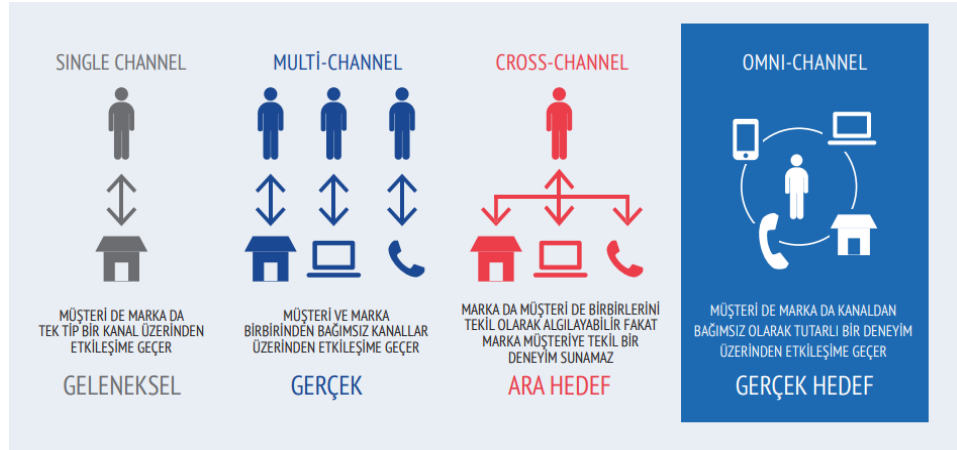 SINGLE CHANNEL
MÜŞTERİ DE MARKA DA
TEK TİP BİR KANAL ÜZERİNDEN
ETKİLEŞİME GEÇER
GELENEKSEL
MULTİ-CHANNEL
MÜŞTERİ VE MARKA
BİRBİRİNDEN BAĞIMSIZ KANALLAR
ÜZERİNDEN ETKİLEŞİME GEÇER
GERÇEK
CROSS-CHANNEL
MARKA DA MÜŞTERİ DE BİRBİRLERİNİ
TEKİL OLARAK ALGILAYABİLİR FAKAT
MARKA MÜŞTERİYE TEKİL BİR
DENEYİM SUNAMAZ
ARA HEDEF
OMNI-CHANNEL
MÜŞTERİ DE MARKA DA KANALDAN
BAĞIMSIZ OLARAK TUTARLI BİR DENEYİM
ÜZERİNDEN ETKİLEŞİME GEÇER
GERÇEK HEDEF